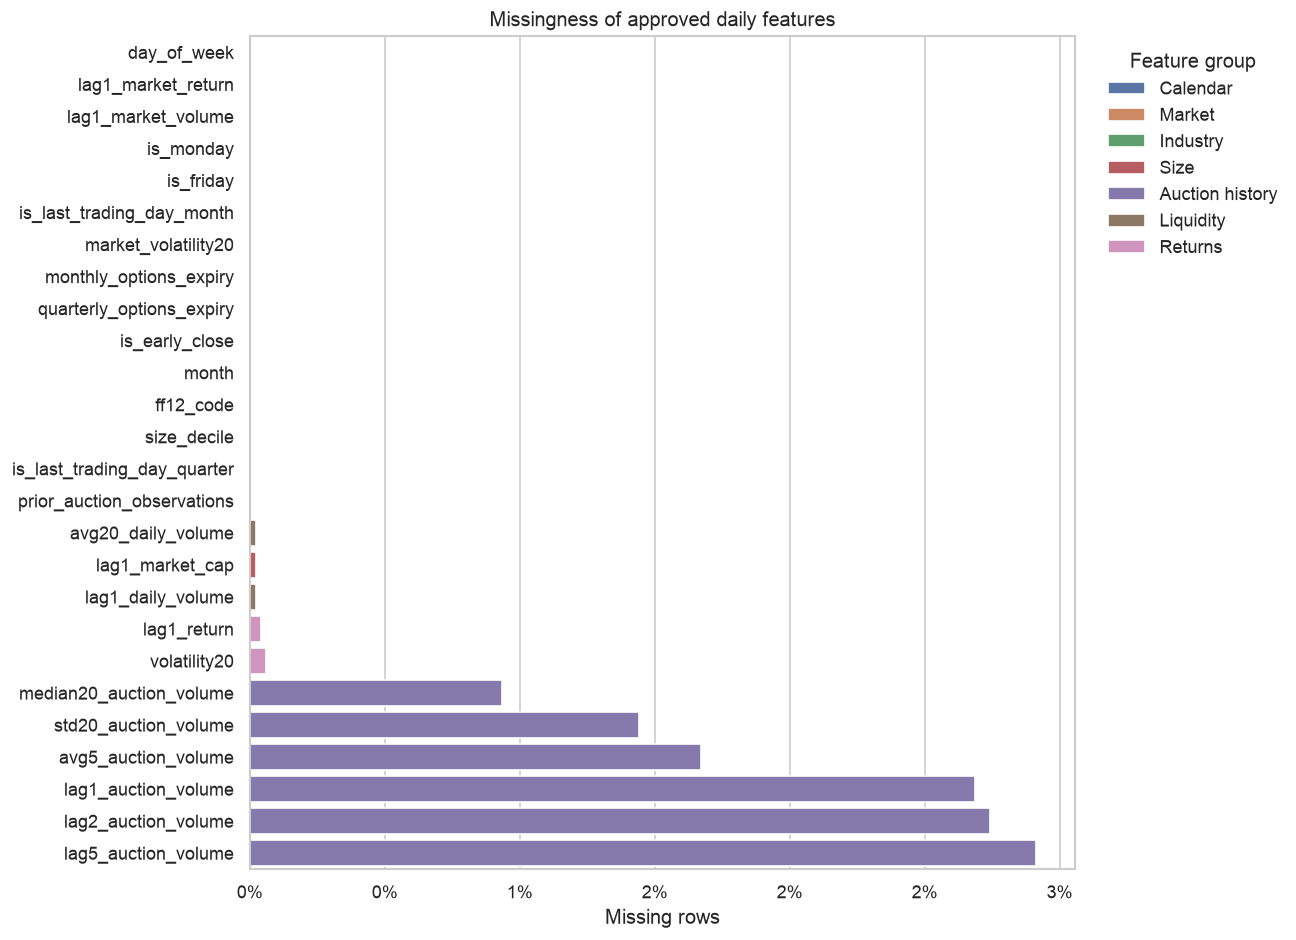 Missingness of approved daily features
day_of_week
lag1_market_return
lag1_market_volume
is_monday
is_friday
is_last_trading_day_month
market_volatility20
monthly_options_expiry
quarterly_options_expiry
is_early_close
month
ff12_code
size_decile
is_last_trading_day_quarter
prior_auction_observations
avg20_daily_volume
lag1_market_cap
lag1_daily_volume
lag1_return
volatility20
median20_auction_volume
std20_auction_volume
avg5_auction_volume
lag1_auction_volume
lag2_auction_volume
lag5_auction_volume
0% 0% 1% 2% 2% 2% 3%
Missing rows
Feature group
Calendar
Market
Industry
Size
Auction history
Liquidity
Returns